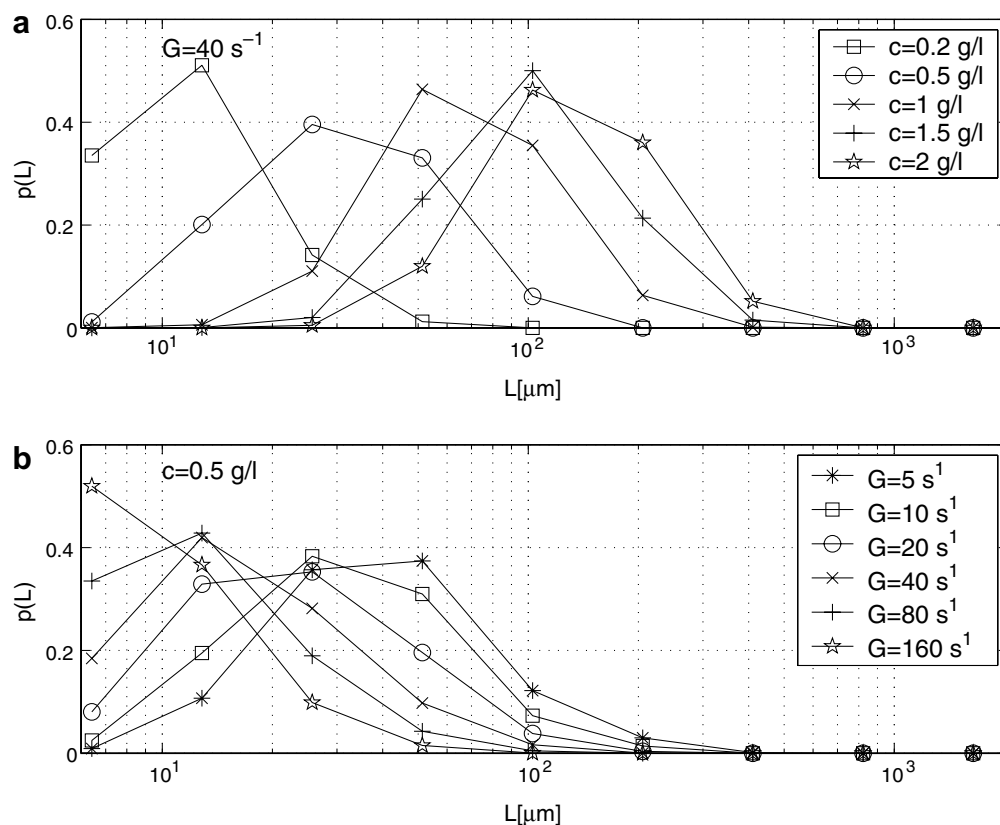 a
0.6
0.4
0.2
0
p(L)
G=40 s⁻¹
c=0.2 g/l
c=0.5 g/l
c=1 g/l
c=1.5 g/l
c=2 g/l
10¹
10²
10³
L[μm]
b
0.6
0.4
0.2
0
p(L)
c=0.5 g/l
G=5 s¹
G=10 s¹
G=20 s¹
G=40 s¹
G=80 s¹
G=160 s¹
10¹
10²
10³
L[μm]